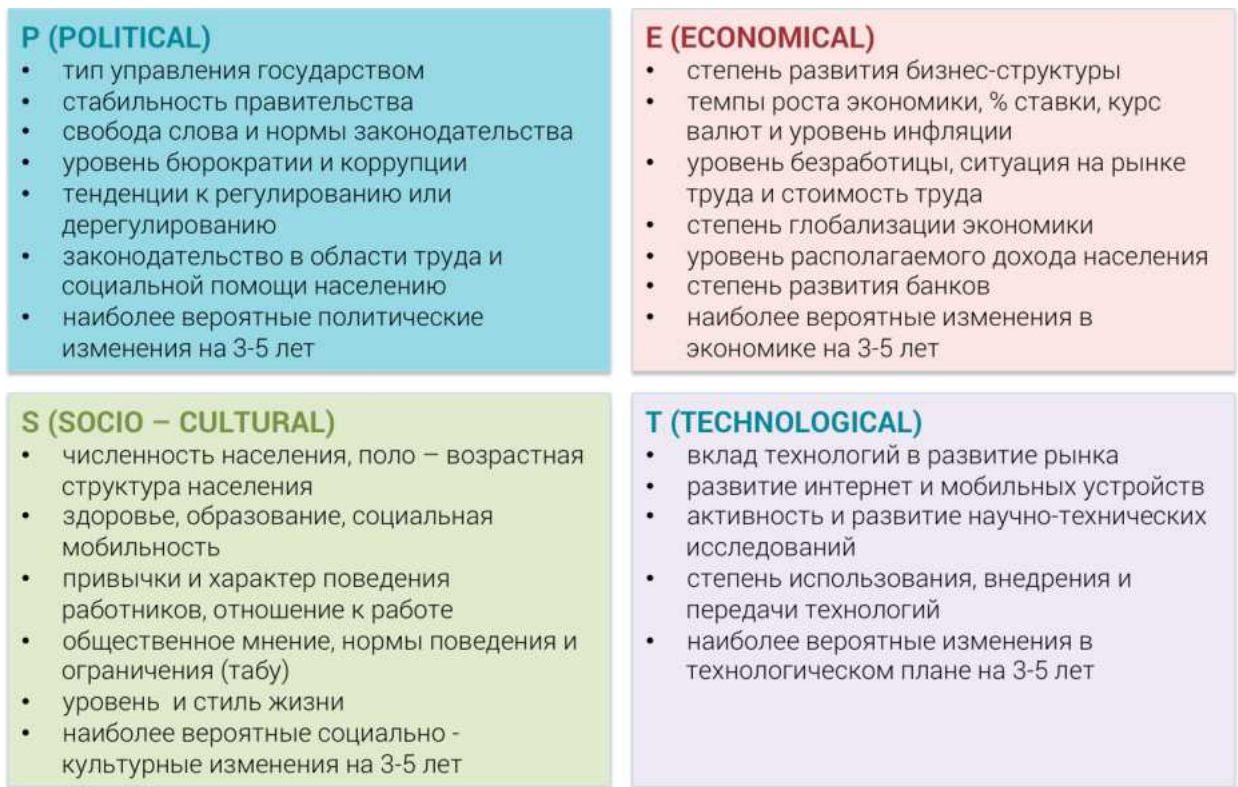 P (POLITICAL)
• тип управления государством
• стабильность правительства
• свобода слова и нормы законодательства
• уровень бюрократии и коррупции
• тенденции к регулированию или
дерегулированию
• законодательство в области труда и
социальной помощи населению
• наиболее вероятные политические
изменения на 3-5 лет
E (ECONOMICAL)
• степень развития бизнес-структуры
• темпы роста экономики, % ставки, курс
валют и уровень инфляции
• уровень безработицы, ситуация на рынке
труда и стоимость труда
• степень глобализации экономики
• уровень располагаемого дохода населения
• степень развития банков
• наиболее вероятные изменения в
экономике на 3-5 лет
S (SOCIO – CULTURAL)
• численность населения, поло – возрастная
структура населения
• здоровье, образование, социальная
мобильность
• привычки и характер поведения
работников, отношение к работе
• общественное мнение, нормы поведения и
ограничения (табу)
• уровень и стиль жизни
• наиболее вероятные социально -
культурные изменения на 3-5 лет
T (TECHNOLOGICAL)
• вклад технологий в развитие рынка
• развитие интернет и мобильных устройств
• активность и развитие научно-технических
исследований
• степень использования, внедрения и
передачи технологий
• наиболее вероятные изменения в
технологическом плане на 3-5 лет